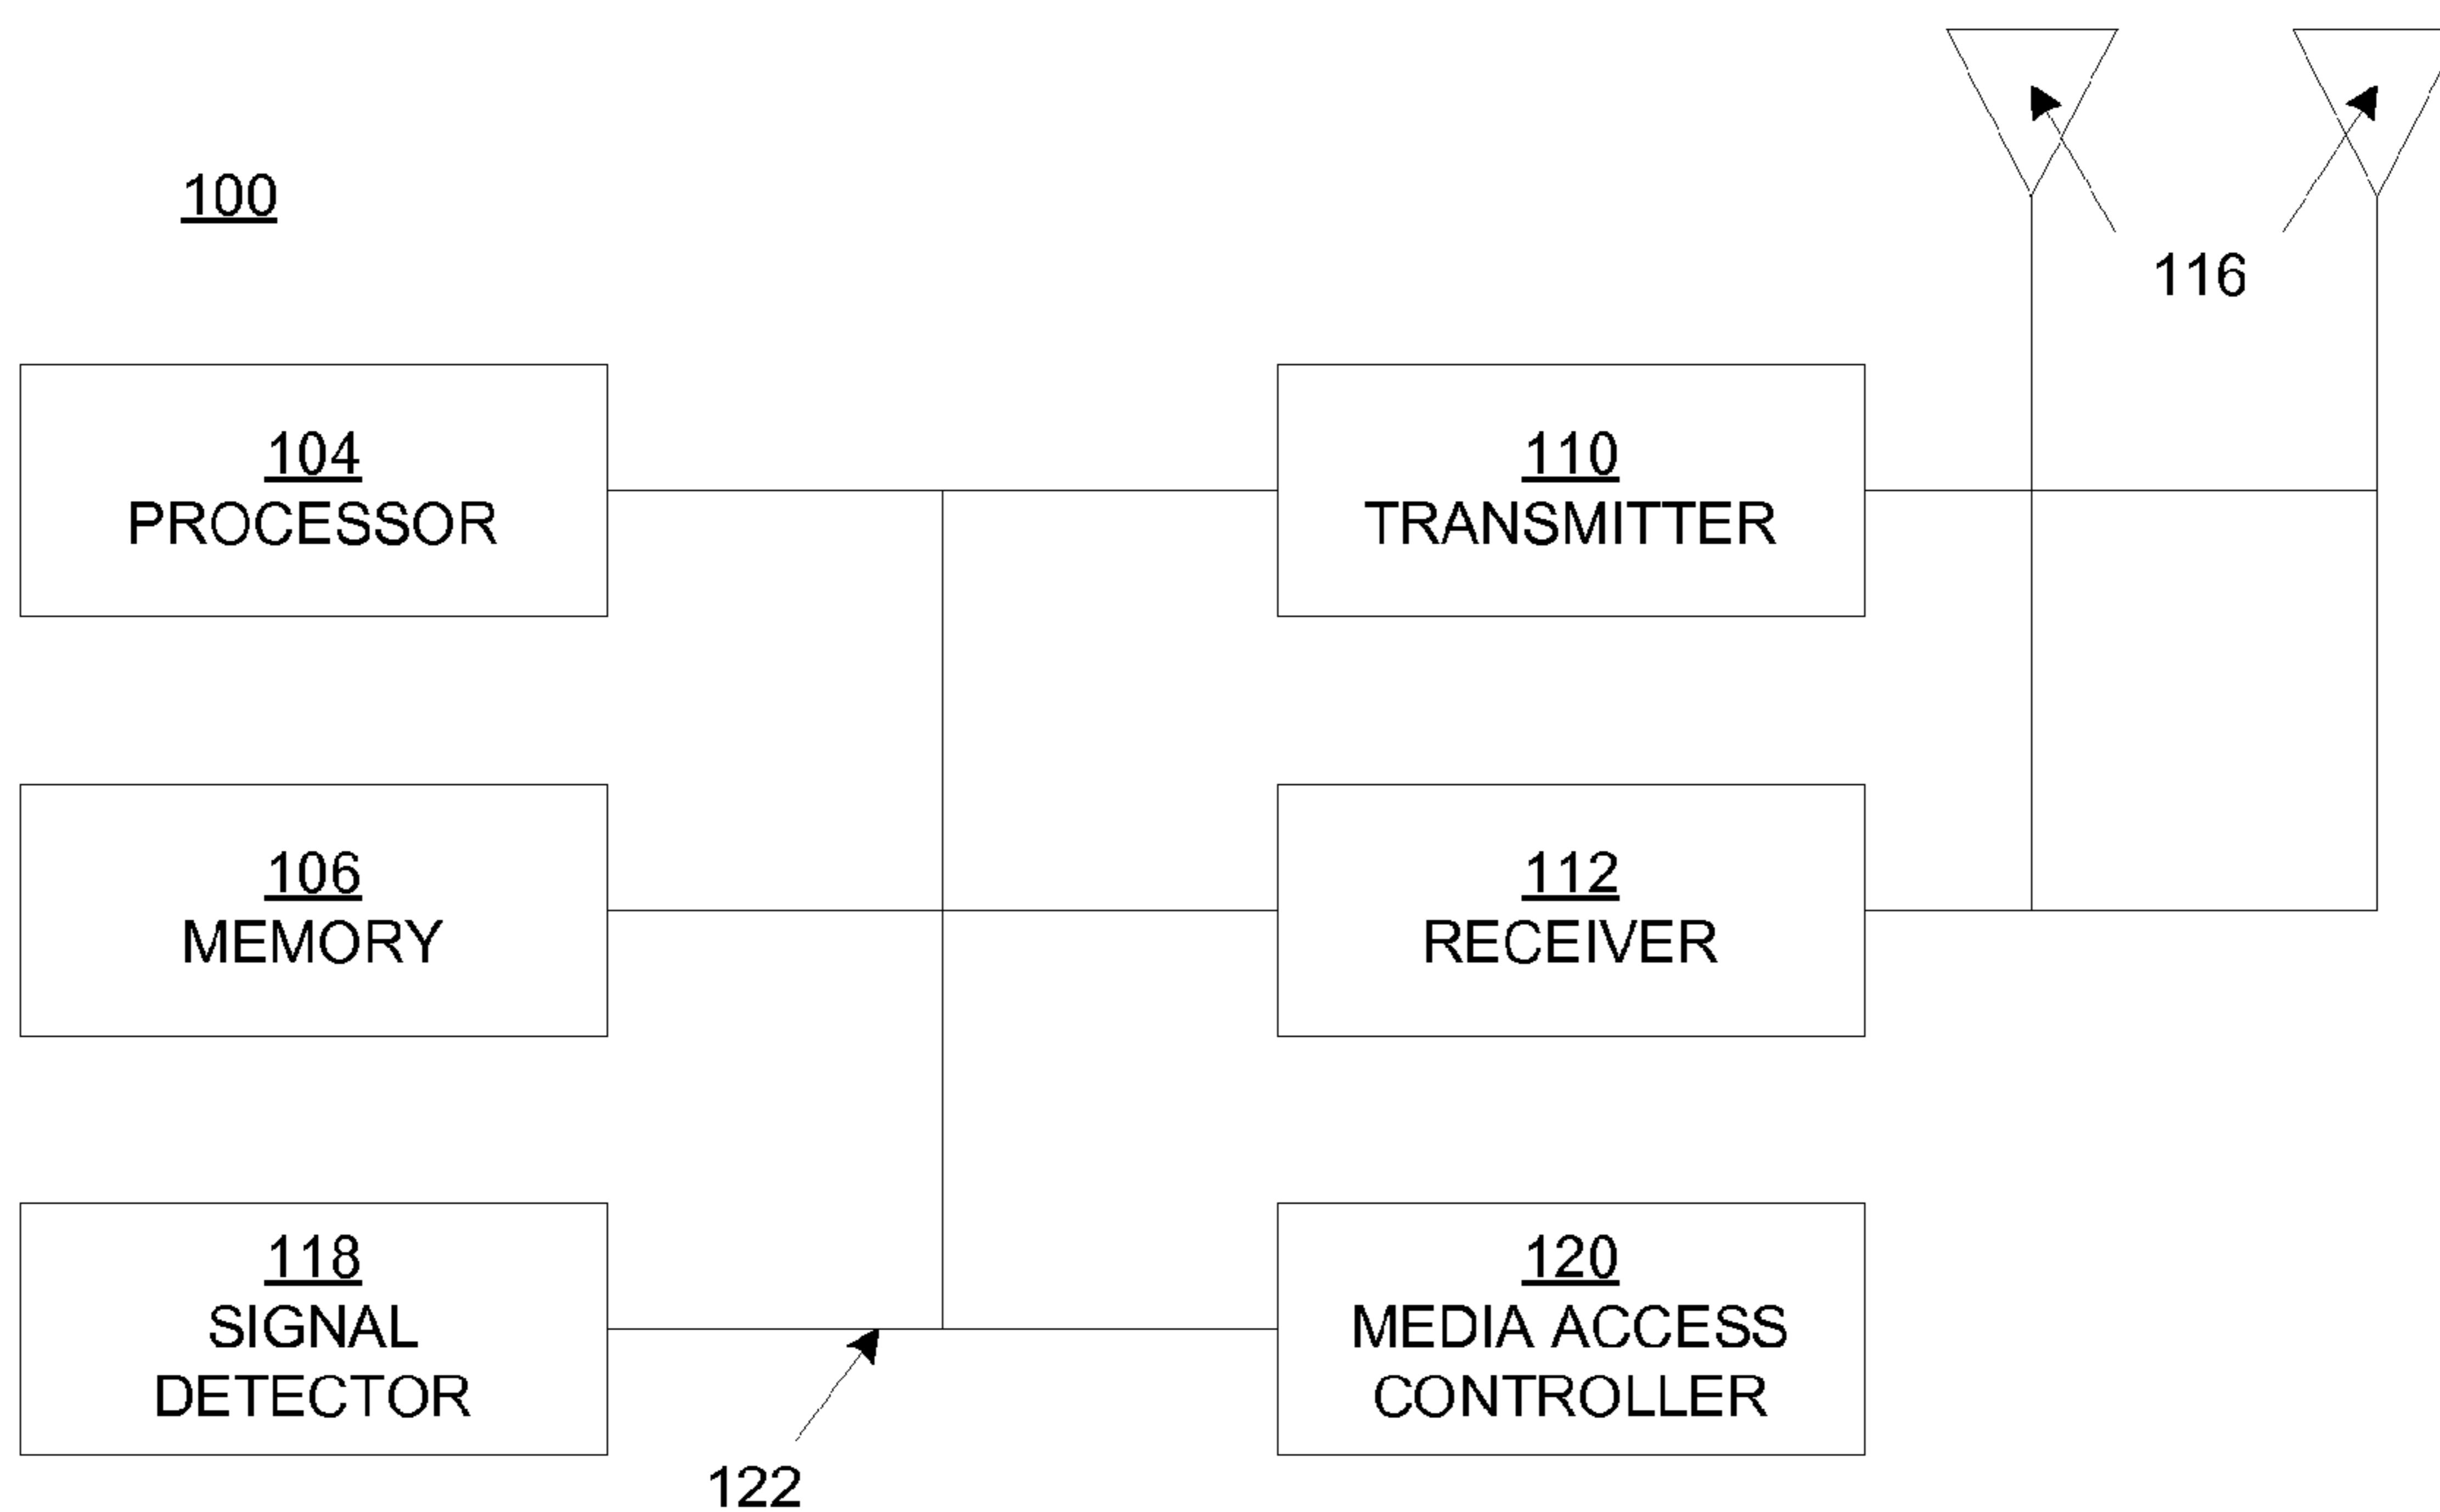 100
116
104
PROCESSOR
110
TRANSMITTER
106
MEMORY
112
RECEIVER
118
SIGNAL
DETECTOR
120
MEDIA ACCESS
CONTROLLER
122